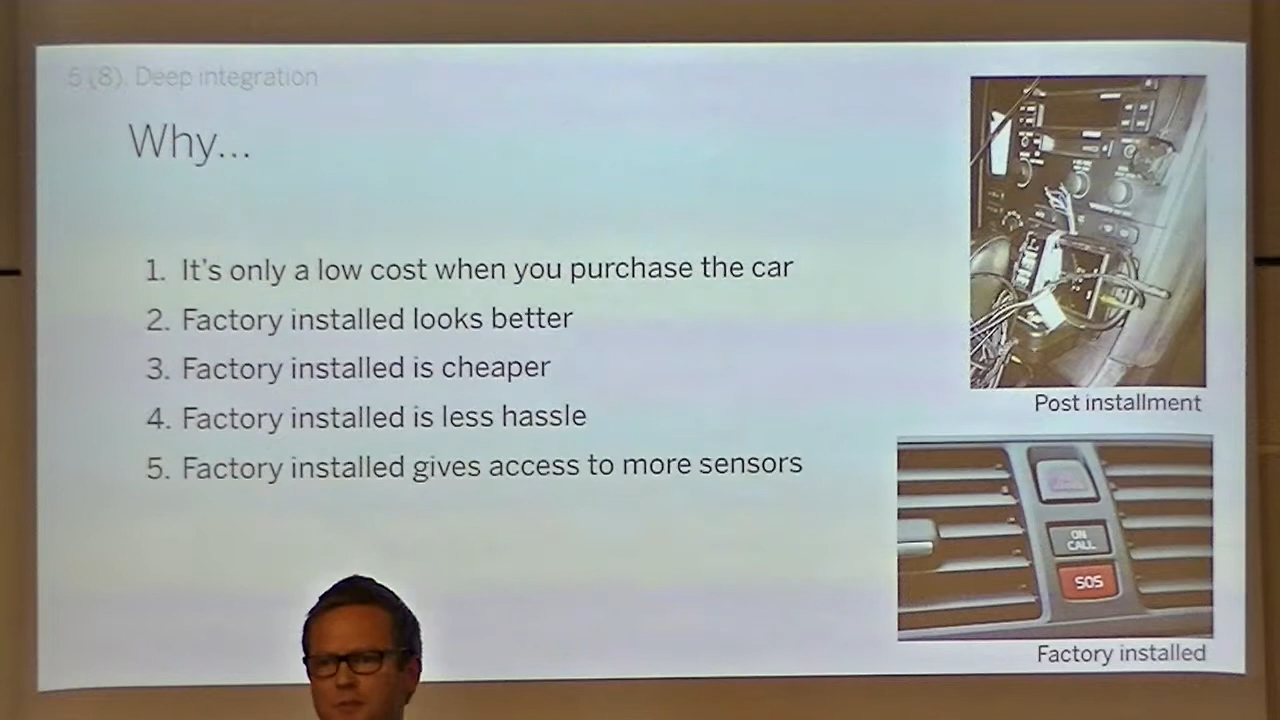 5 (8). Deep integration
Why...
1. It's only a low cost when you purchase the car
2. Factory installed looks better
3. Factory installed is cheaper
4. Factory installed is less hassle
5. Factory installed gives access to more sensors
Post installment
ON
CALL
SOS
Factory installed